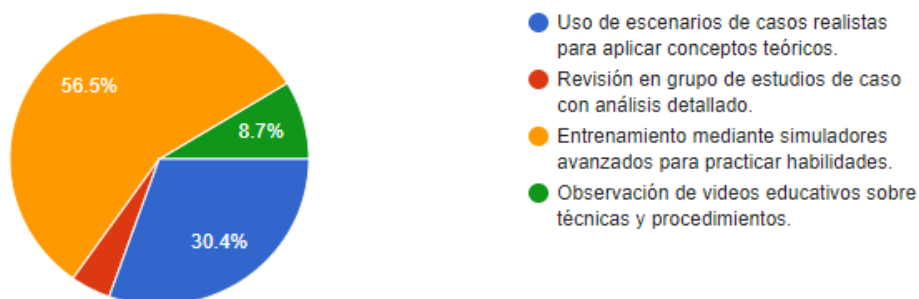 Uso de escenarios de casos realistas
para aplicar conceptos teóricos.
Revisión en grupo de estudios de caso
con análisis detallado.
Entrenamiento mediante simuladores
avanzados para practicar habilidades.
Observación de videos educativos sobre
técnicas y procedimientos.
56.5%
8.7%
30.4%